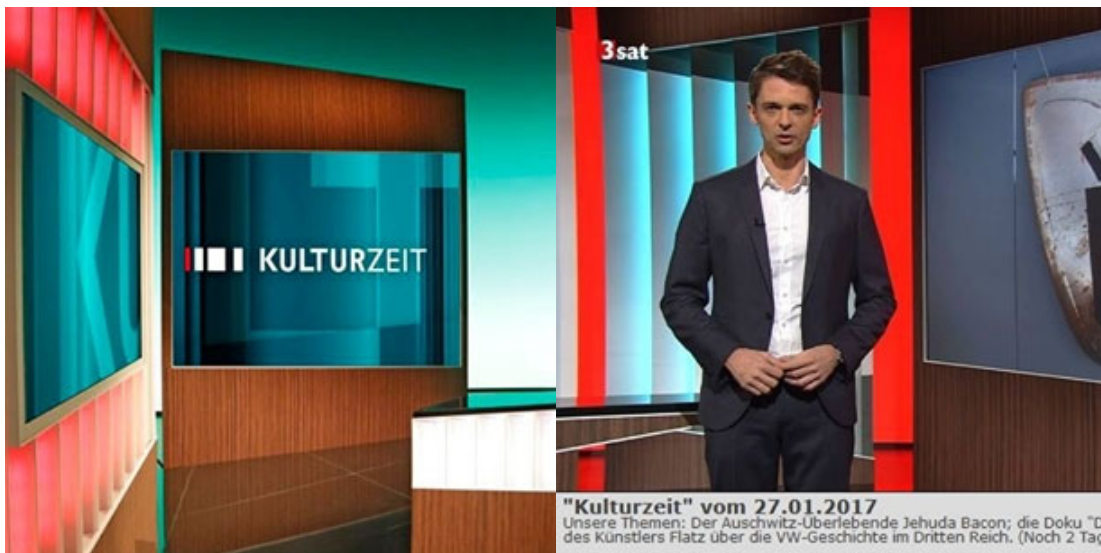 KULTURZEIT
3sat
"Kulturzeit" vom 27.01.2017
Unsere Themen: Der Auschwitz-Überlebende Jehuda Bacon; die Doku "D
des Künstlers Flatz über die VW-Geschichte im Dritten Reich. (Noch 2 Tag